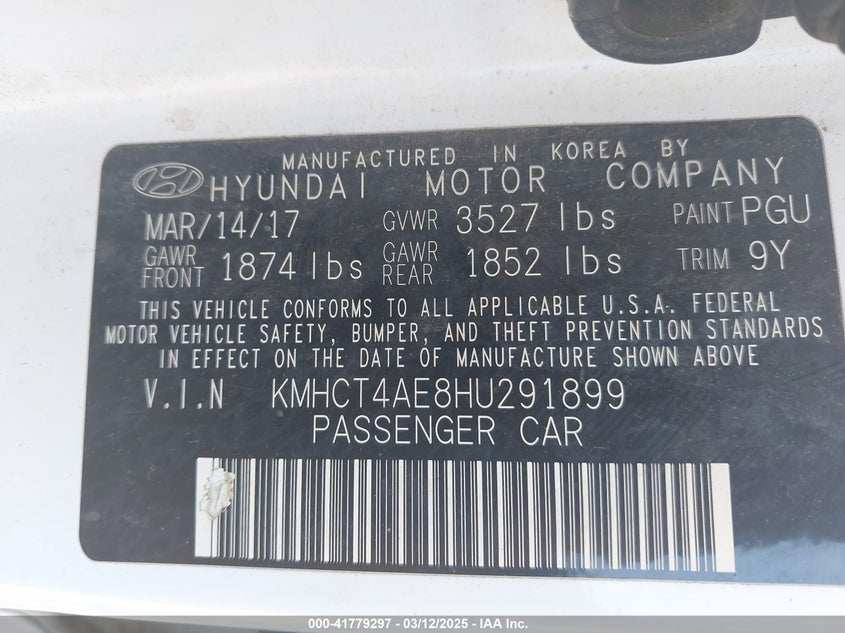 MANUFACTURED IN KOREA BY
HYUNDAI MOTOR COMPANY
MAR/14/17 GVWR 3527 lbs PAINT PGU
GAWR FRONT 1874 lbs GAWR REAR 1852 lbs TRIM 9Y
THIS VEHICLE CONFORMS TO ALL APPLICABLE U.S.A. FEDERAL
MOTOR VEHICLE SAFETY, BUMPER, AND THEFT PREVENTION STANDARDS
IN EFFECT ON THE DATE OF MANUFACTURE SHOWN ABOVE
V.I.N KMHCT4AE8HU291899
PASSENGER CAR
000-41779297 - 03/12/2025 - IAA Inc.